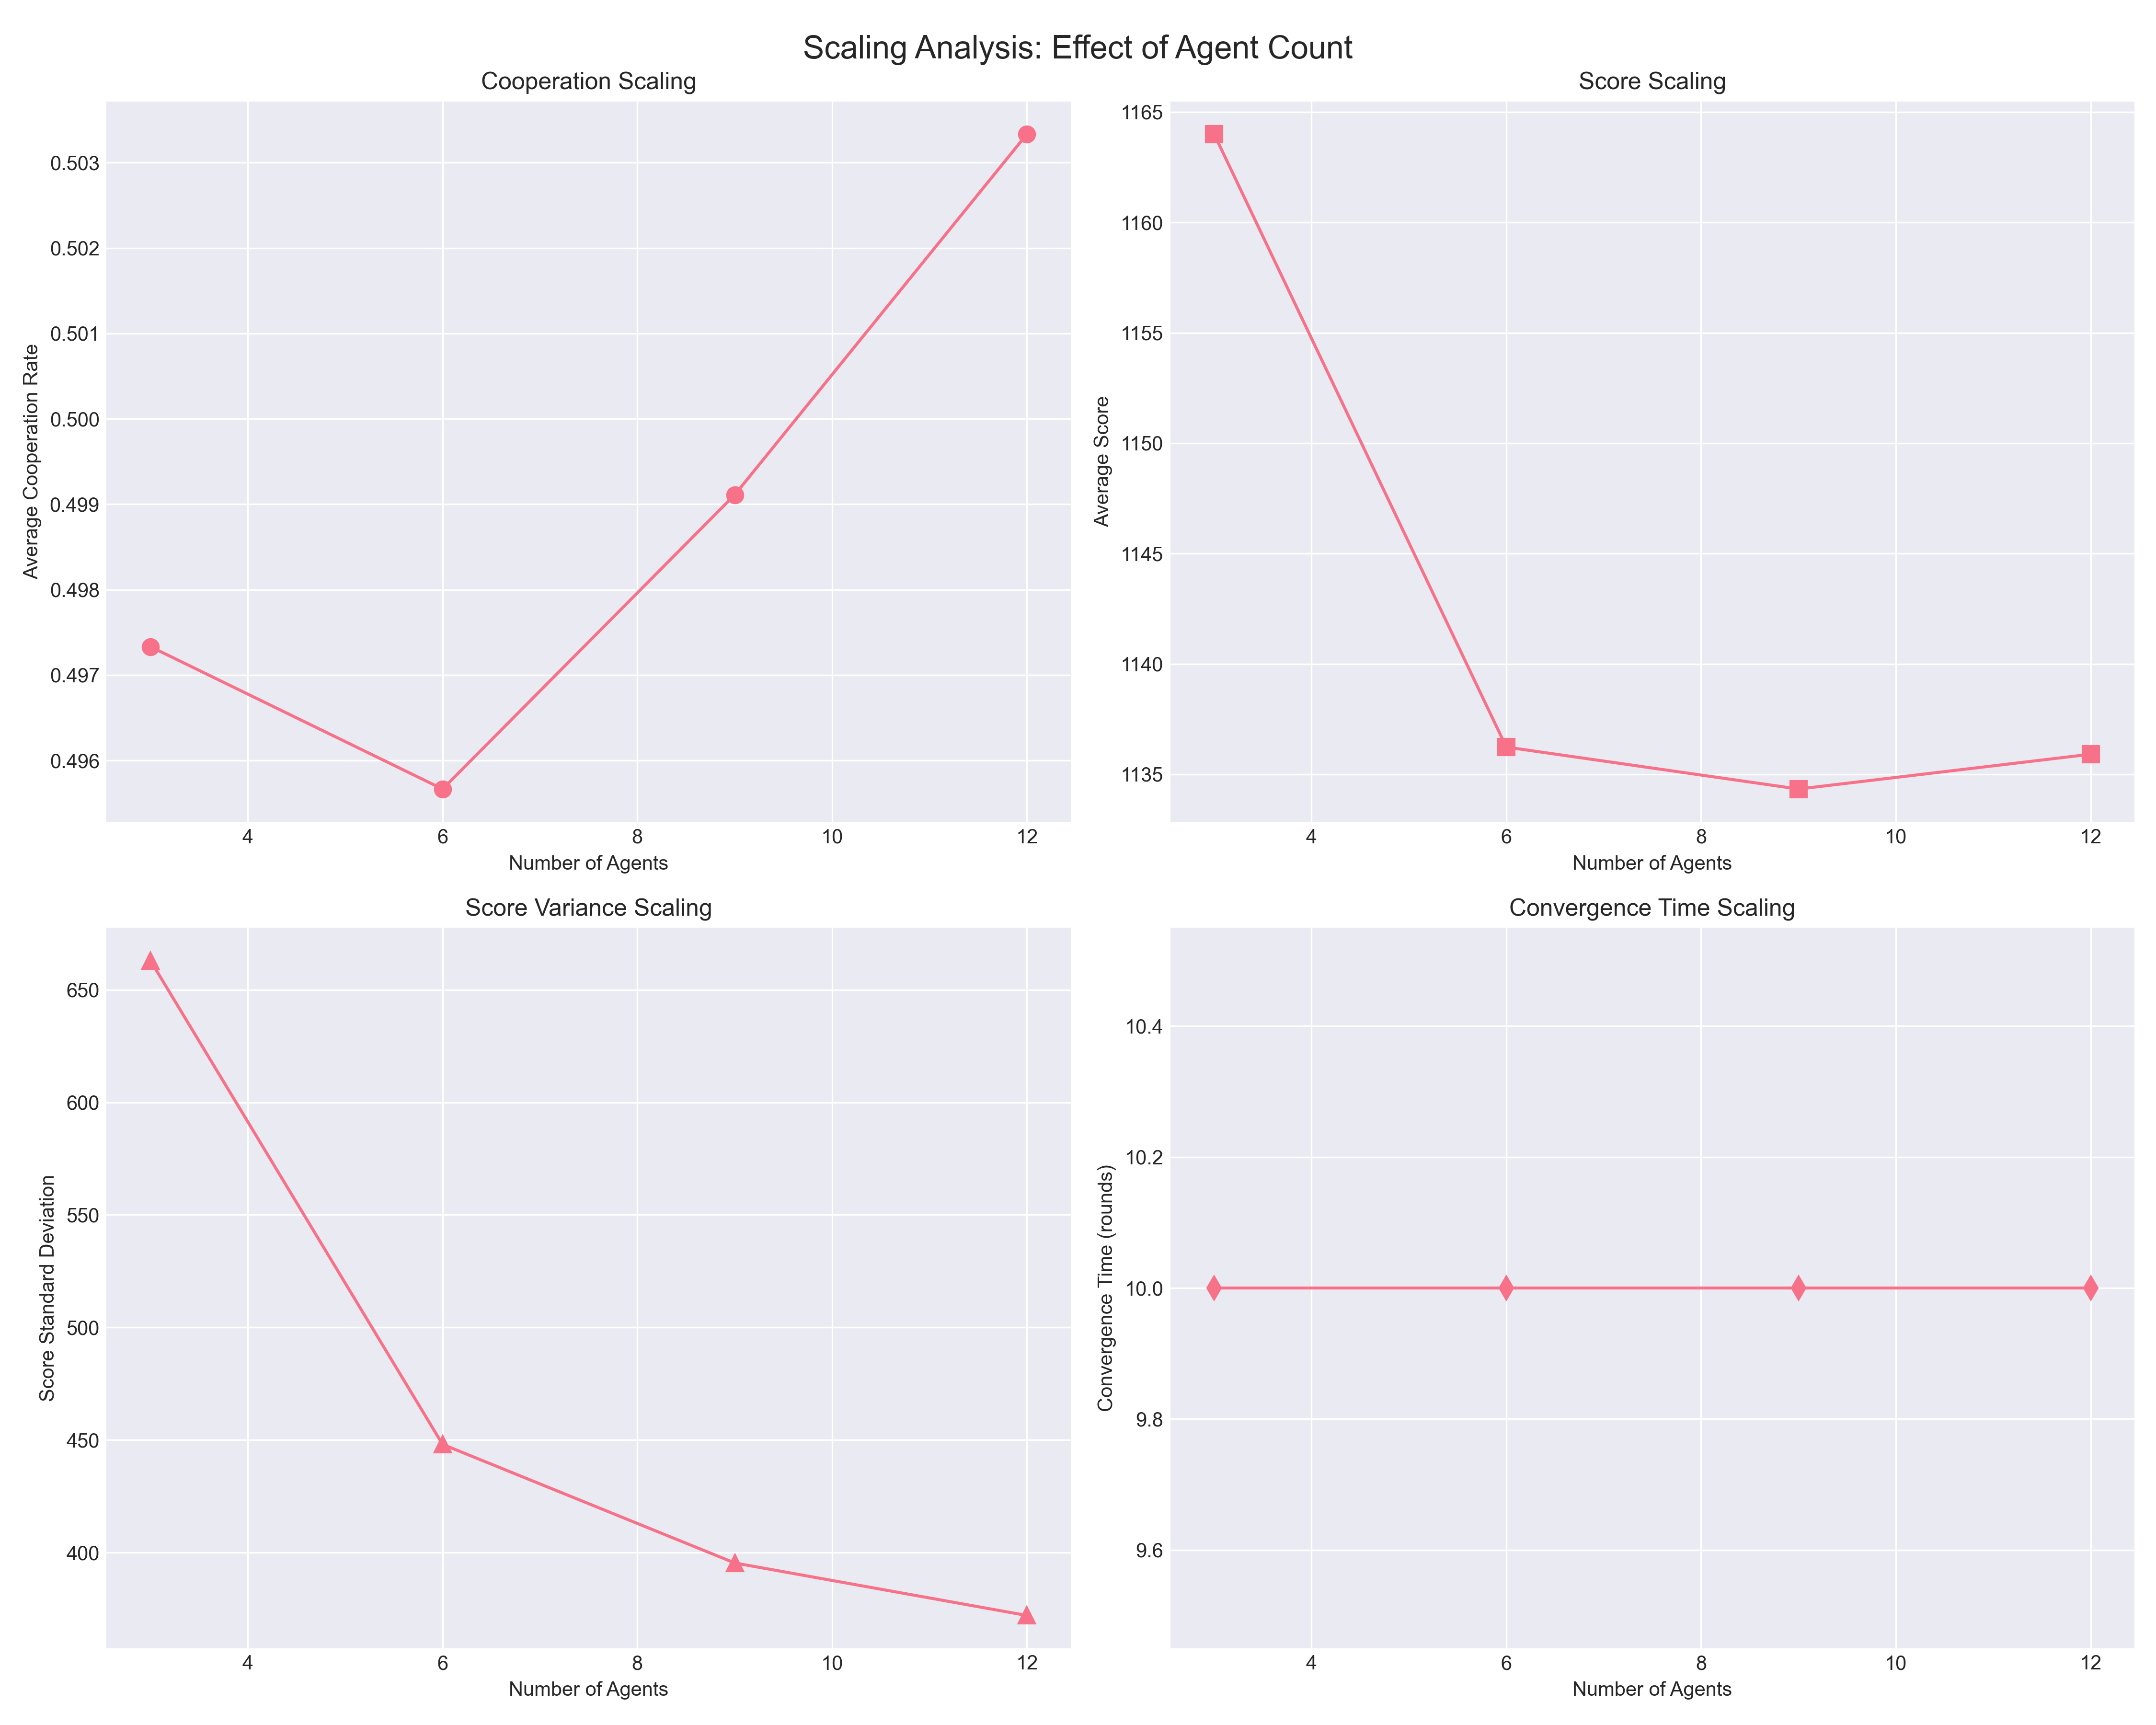 Scaling Analysis: Effect of Agent Count
Cooperation Scaling
0.503
0.502
0.501
0.500
0.499
0.498
0.497
0.496
Average Cooperation Rate
4 6 8 10 12
Number of Agents
Score Scaling
1165
1160
1155
1150
1145
1140
1135
Average Score
4 6 8 10 12
Number of Agents
Score Variance Scaling
650
600
550
500
450
400
Score Standard Deviation
4 6 8 10 12
Number of Agents
Convergence Time Scaling
10.4
10.2
10.0
9.8
9.6
Convergence Time (rounds)
4 6 8 10 12
Number of Agents